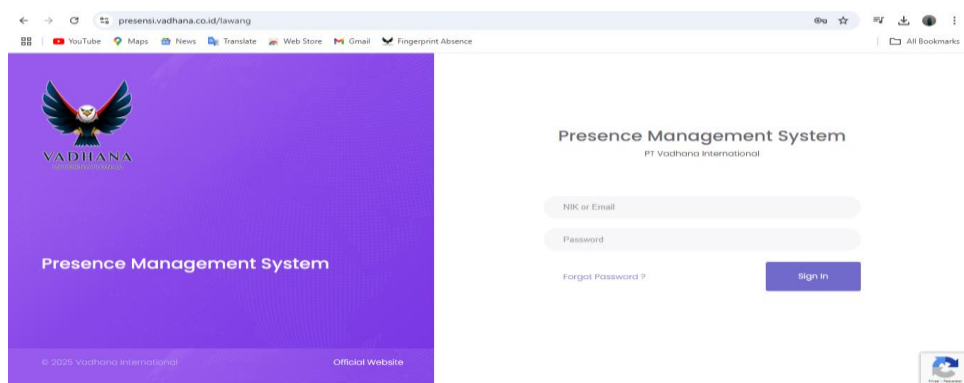 presensi.vadhana.co.id/lawang
YouTube Maps News Translate Web Store Gmail Fingerprint Absence All Bookmarks
VADHANA
Presence Management System
© 2025 Vadhana International Official Website
Presence Management System
PT Vadhana International
NIK or Email
Password
Forgot Password ? Sign In